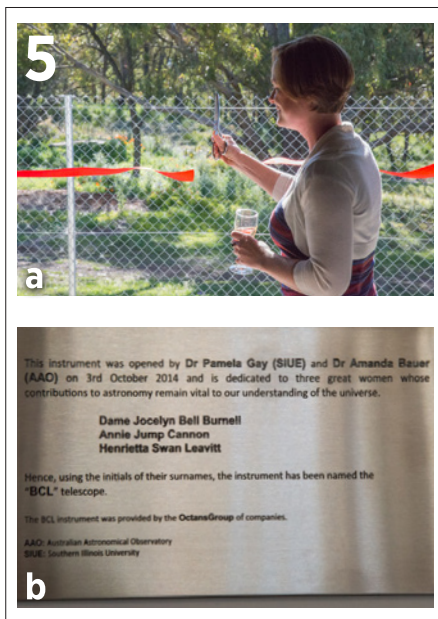 5
a
This instrument was opened by Dr Pamela Gay (SIUE) and Dr Amanda Bauer
(AAO) on 3rd October 2014 and is dedicated to three great women whose
contributions to astronomy remain vital to our understanding of the universe.
Dame Jocelyn Bell Burnell
Annie Jump Cannon
Henrietta Swan Leavitt
Hence, using the initials of their surnames, the instrument has been named the
"BCL" telescope.
The BCL instrument was provided by the OctansGroup of companies.
AAO: Australian Astronomical Observatory
SIUE: Southern Illinois University
b